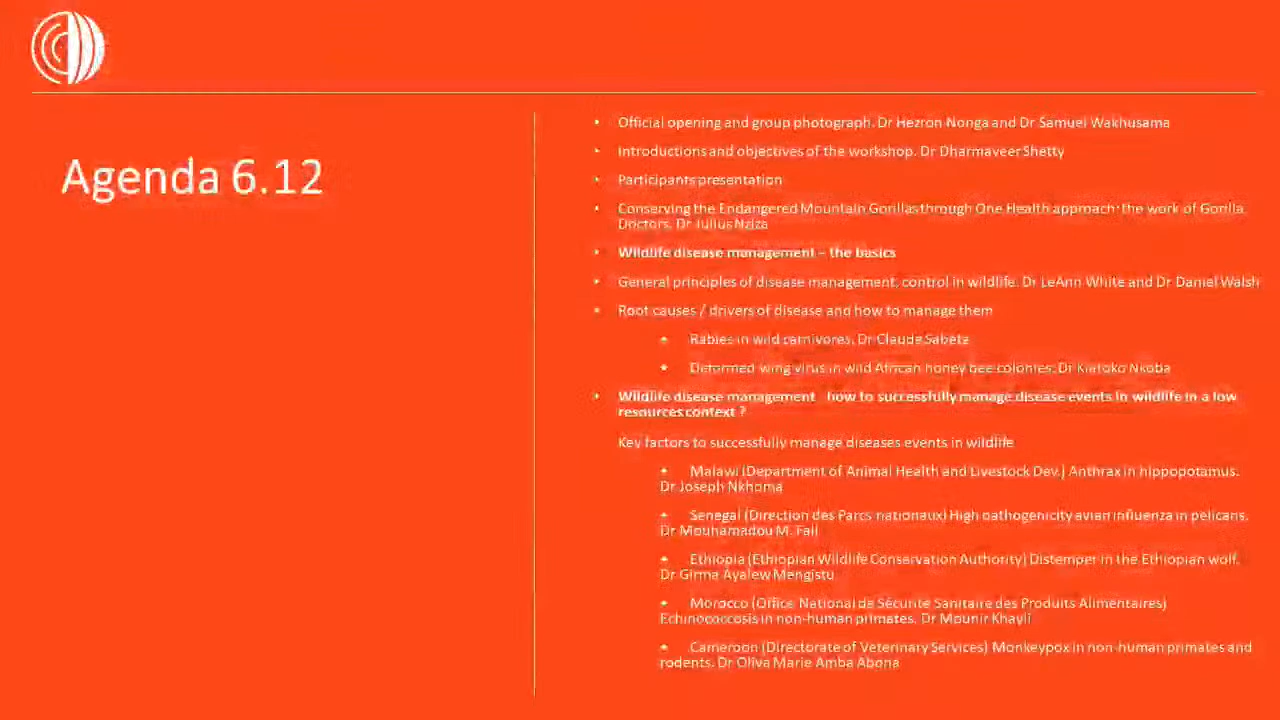 Agenda 6.12
• Official opening and group photograph. Dr Hezron Nonga and Dr Samuel Wakhusama
• Introductions and objectives of the workshop. Dr Dharmaveer Shetty
• Participants presentation
• Conserving the Endangered Mountain Gorillas through One Health approach: the work of Gorilla
Doctors. Dr Julius Nziza
• Wildlife disease management – the basics
• General principles of disease management, control in wildlife. Dr LeAnn White and Dr Daniel Walsh
• Root causes / drivers of disease and how to manage them
• Rabies in wild carnivores. Dr Claude Sabeta
• Deformed wing virus in wild African honey bee colonies. Dr Kiatoko Nkoba
• Wildlife disease management how to successfully manage disease events in wildlife in a low
resources context ?
Key factors to successfully manage diseases events in wildlife
• Malawi (Department of Animal Health and Livestock Dev.) Anthrax in hippopotamus.
Dr Joseph Nkhoma
• Senegal (Direction des Parcs nationaux) High pathogenicity avian influenza in pelicans.
Dr Mouhamadou M. Fall
• Ethiopia (Ethiopian Wildlife Conservation Authority) Distemper in the Ethiopian wolf.
Dr Girma Ayalew Mengistu
• Morocco (Office National de Sécurité Sanitaire des Produits Alimentaires)
Echinococcosis in non-human primates. Dr Mounir Khayli
• Cameroon (Directorate of Veterinary Services) Monkeypox in non-human primates and
rodents. Dr Oliva Marie Amba Abona